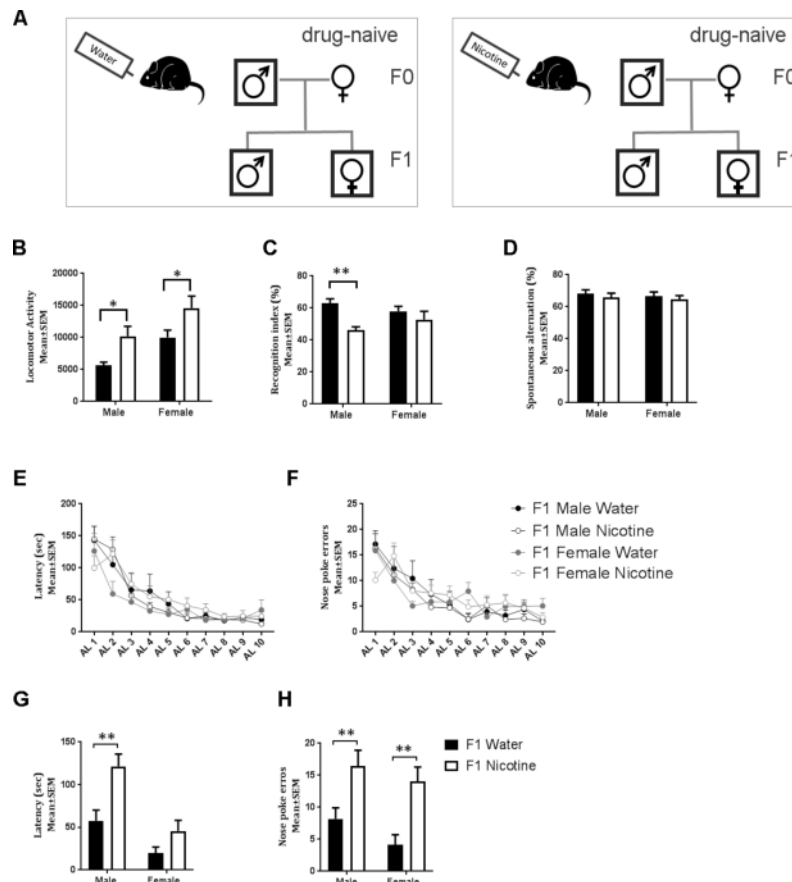 A
Water
drug-naive
F0
F1
Nicotine
drug-naive
F0
F1
B
Locomotor Activity
Mean±SEM
20000
15000
10000
5000
0
Male
Female
*
*
C
Recognition index (%)
Mean±SEM
80
60
40
20
0
Male
Female
**
D
Spontaneous alternation (%)
Mean±SEM
80
60
40
20
0
Male
Female
E
Latency (sec)
Mean±SEM
200
150
100
50
0
AL 1
AL 2
AL 3
AL 4
AL 5
AL 6
AL 7
AL 8
AL 9
AL 10
F
Nose poke errors
Mean±SEM
25
20
15
10
5
0
AL 1
AL 2
AL 3
AL 4
AL 5
AL 6
AL 7
AL 8
AL 9
AL 10
F1 Male Water
F1 Male Nicotine
F1 Female Water
F1 Female Nicotine
G
Latency (sec)
Mean±SEM
150
100
50
0
Male
Female
**
H
Nose poke erros
Mean±SEM
20
15
10
5
0
Male
Female
**
**
F1 Water
F1 Nicotine